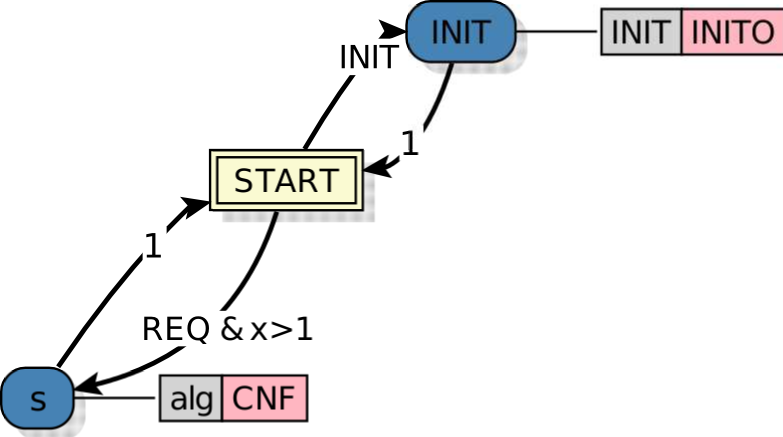 INIT
INIT INITO
INIT
1
START
1
REQ & x>1
s
alg CNF